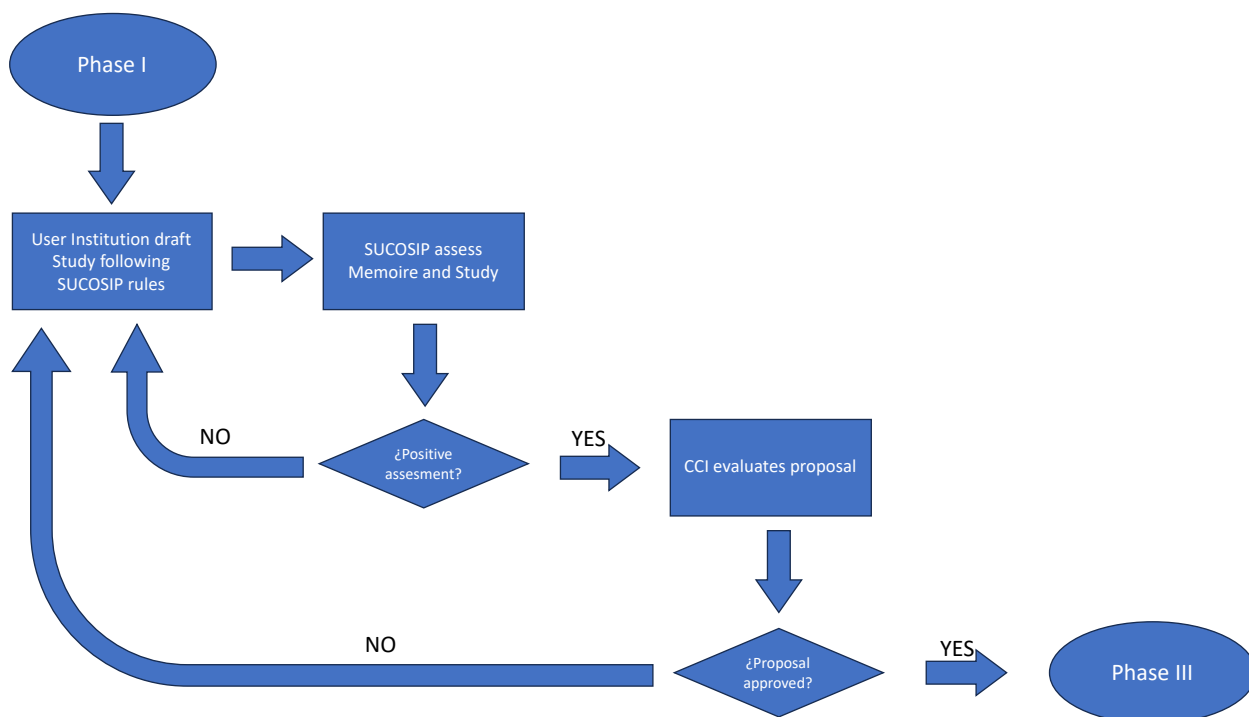 Phase I
User Institution draft
Study following
SUCOSIP rules
SUCOSIP assess
Memoire and Study
NO
¿Positive
assesment?
YES
CCI evaluates proposal
NO
¿Proposal
approved?
YES
Phase III